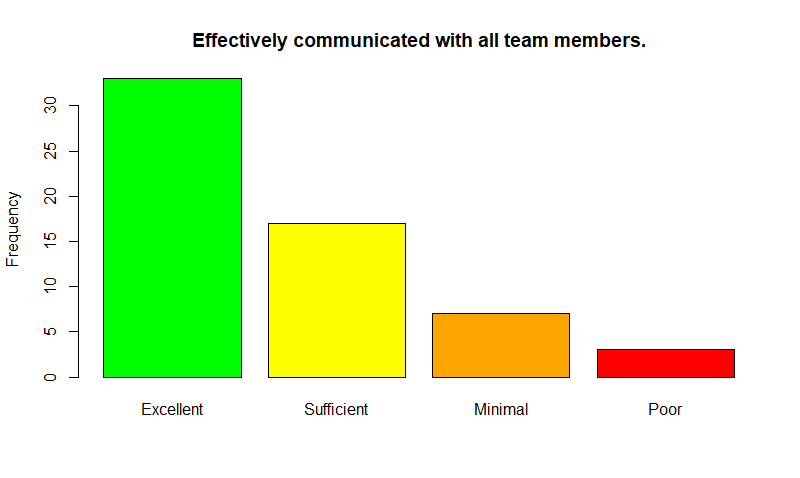 Effectively communicated with all team members.
Frequency
30
25
20
15
10
5
0
Excellent Sufficient Minimal Poor